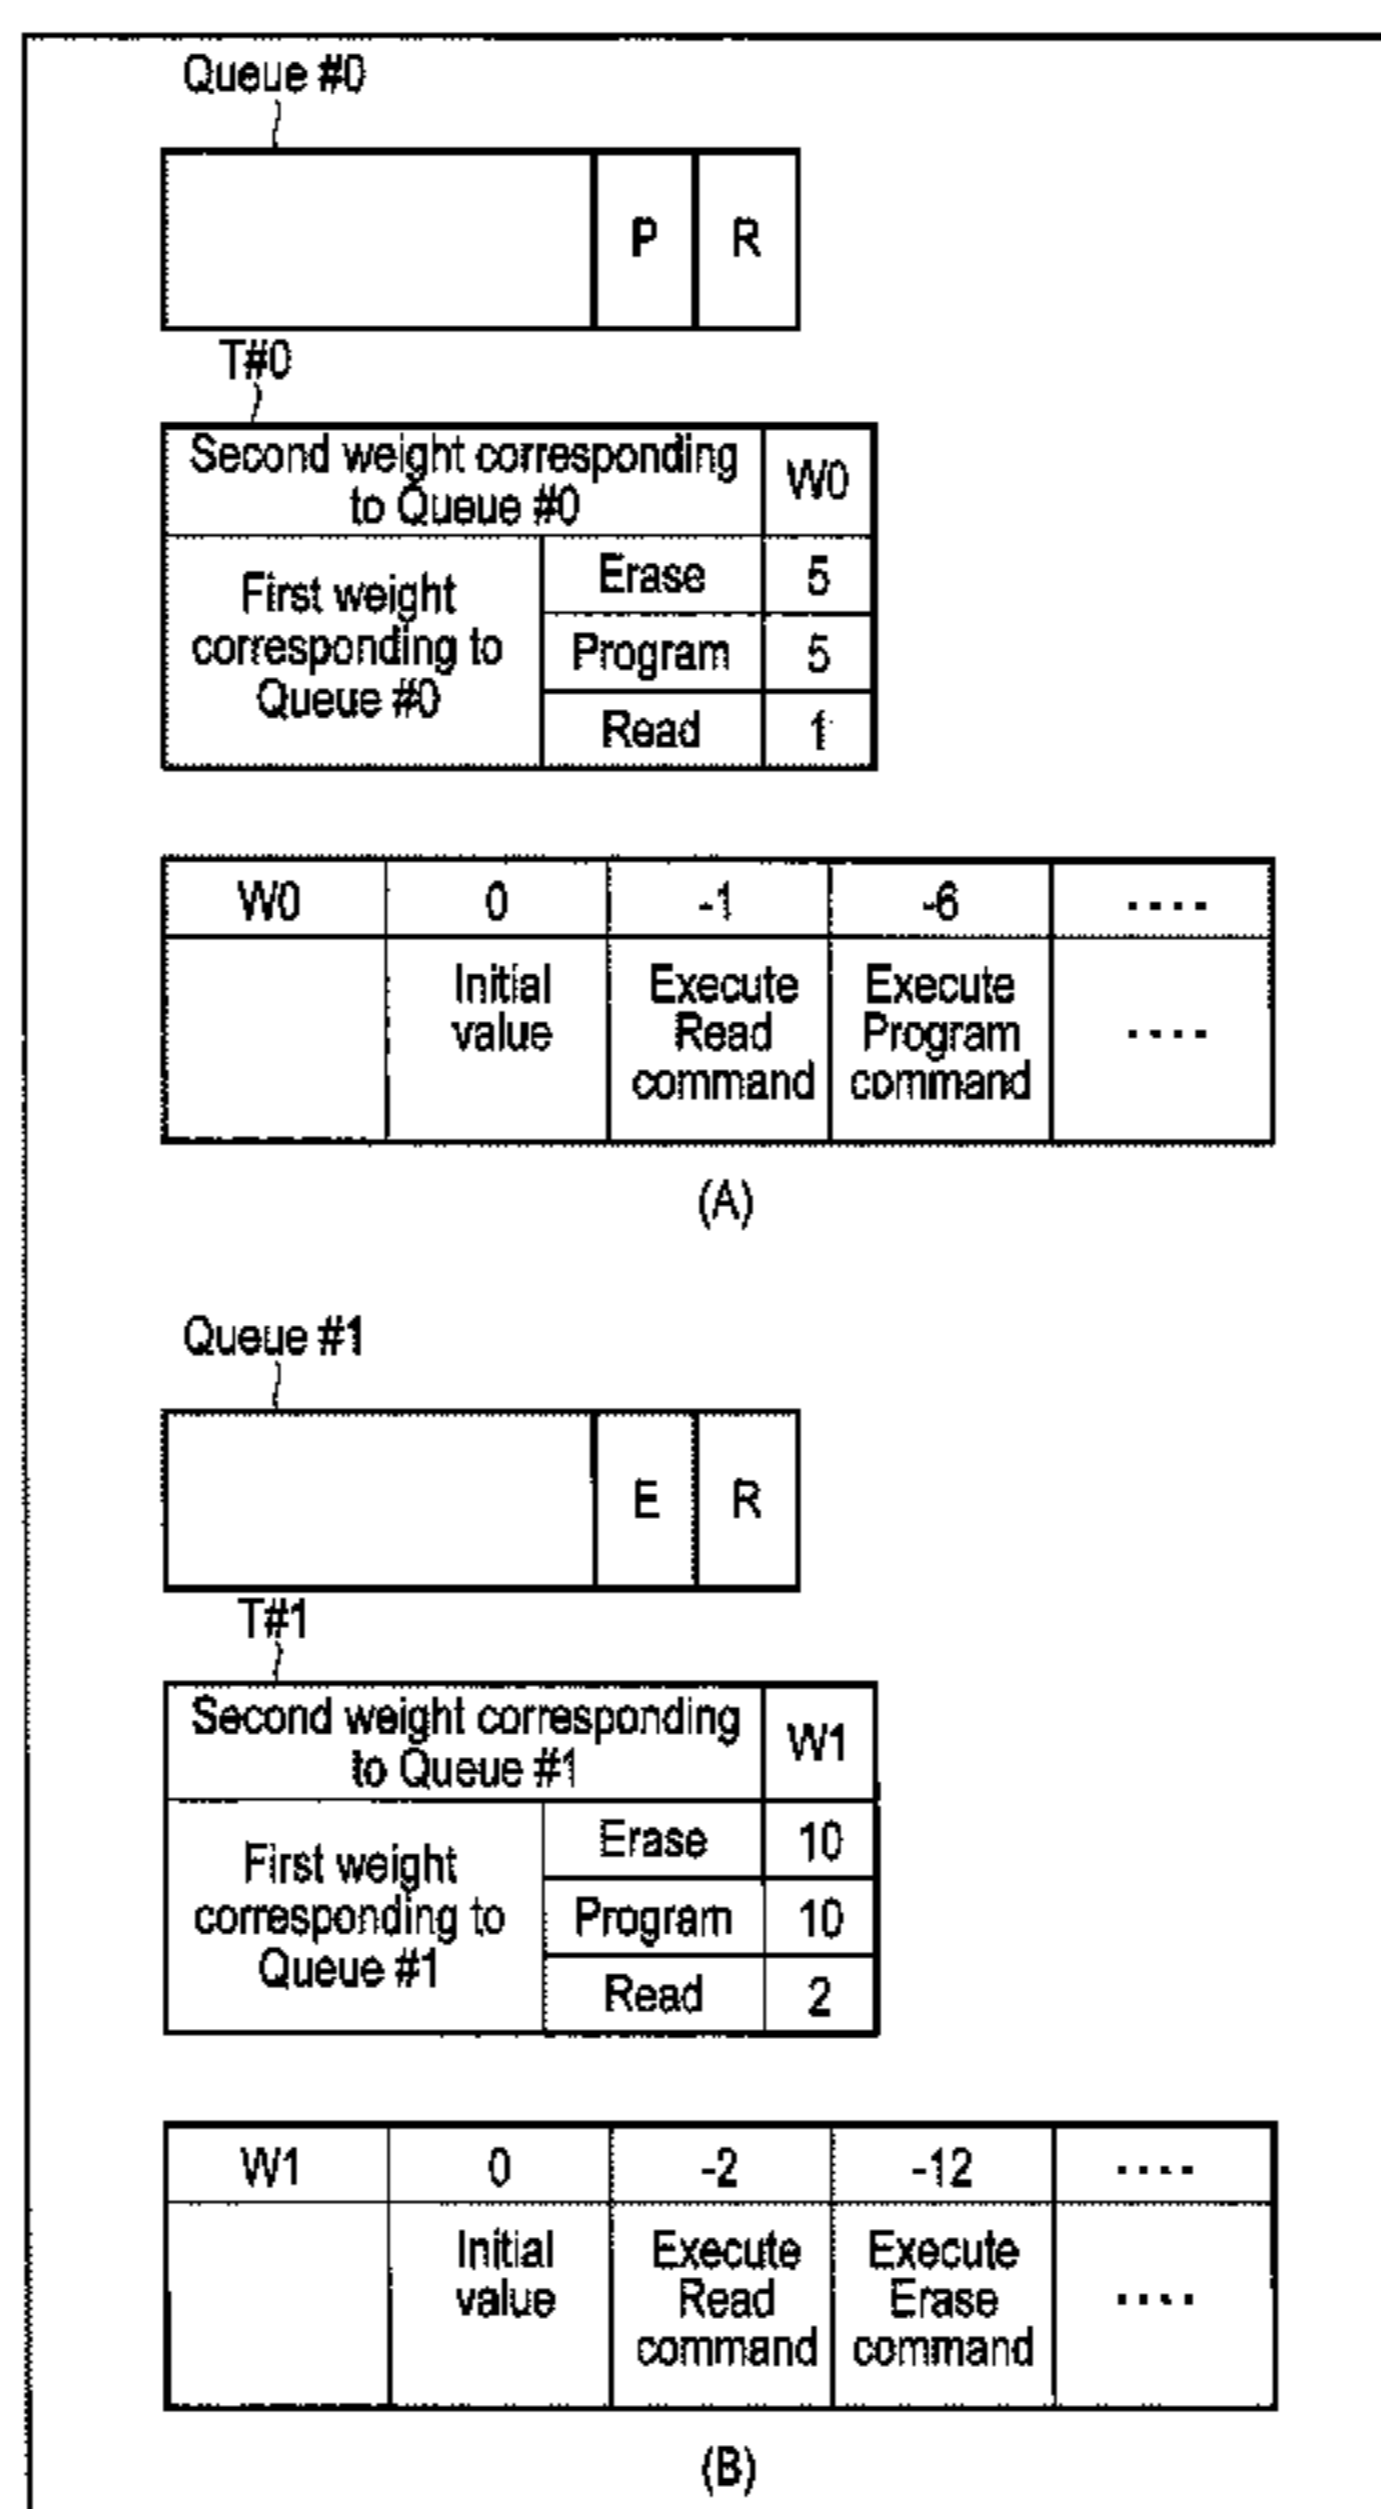 Queue #0
P R
T#0
Second weight corresponding
to Queue #0
W0
First weight
corresponding to
Queue #0
Erase 5
Program 5
Read 1
W0 0 -1 -6 ....
Initial
value
Execute
Read
command
Execute
Program
command
....
(A)
Queue #1
E R
T#1
Second weight corresponding
to Queue #1
W1
First weight
corresponding to
Queue #1
Erase 10
Program 10
Read 2
W1 0 -2 -12 ....
Initial
value
Execute
Read
command
Execute
Erase
command
....
(B)